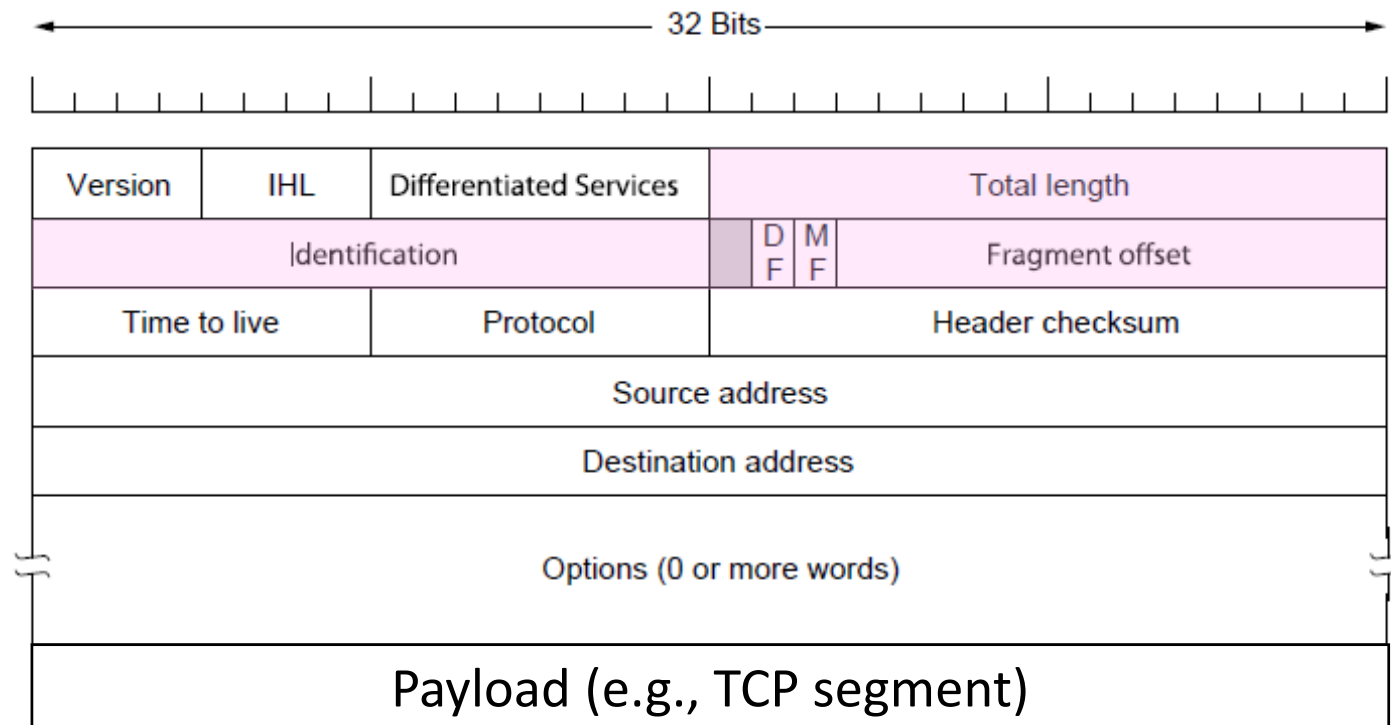 32 Bits
Version IHL Differentiated Services Total length
Identification D F M F Fragment offset
Time to live Protocol Header checksum
Source address
Destination address
Options (0 or more words)
Payload (e.g., TCP segment)